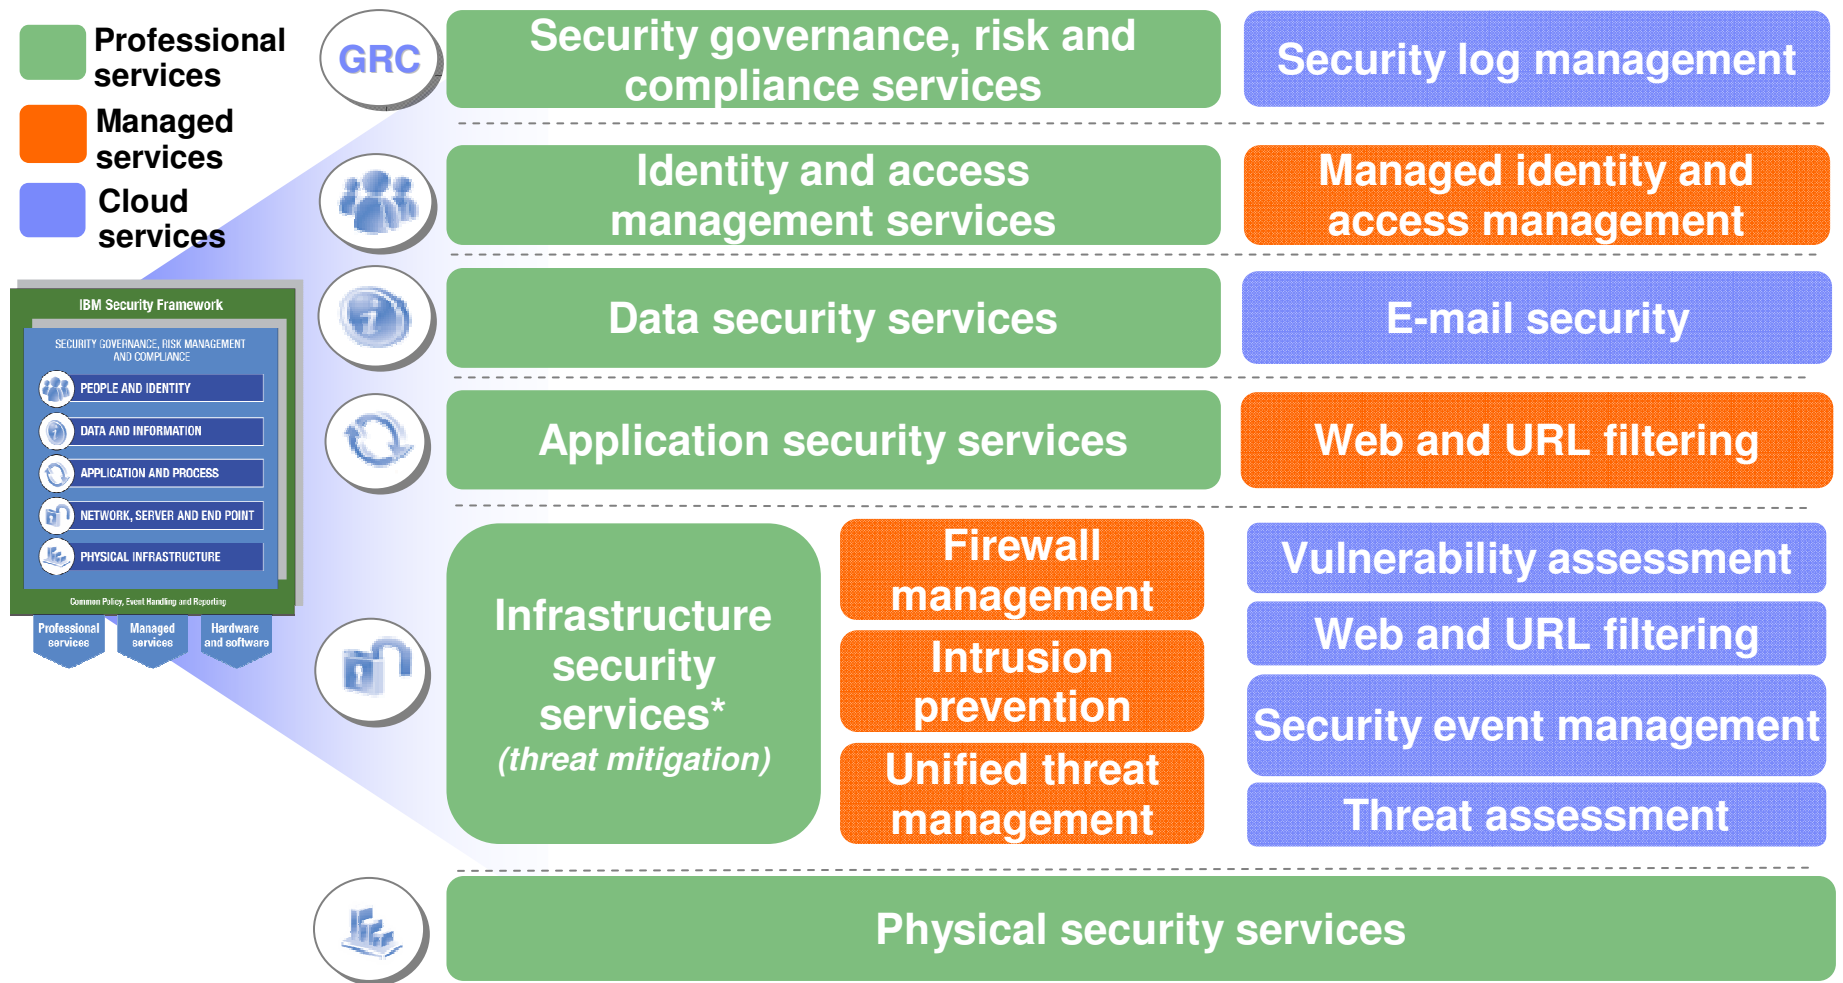 Professional
services
Managed
services
Cloud
services
GRC
Security governance, risk and
compliance services
Security log management
Identity and access
management services
Managed identity and
access management
Data security services
E-mail security
Application security services
Web and URL filtering
Infrastructure
security
services*
(threat mitigation)
Firewall
management
Intrusion
prevention
Unified threat
management
Vulnerability assessment
Web and URL filtering
Security event management
Threat assessment
Physical security services
IBM Security Framework
SECURITY GOVERNANCE, RISK MANAGEMENT
AND COMPLIANCE
PEOPLE AND IDENTITY
DATA AND INFORMATION
APPLICATION AND PROCESS
NETWORK, SERVER AND END POINT
PHYSICAL INFRASTRUCTURE
Common Policy, Event Handling and Reporting
Professional
services
Managed
services
Hardware
and software